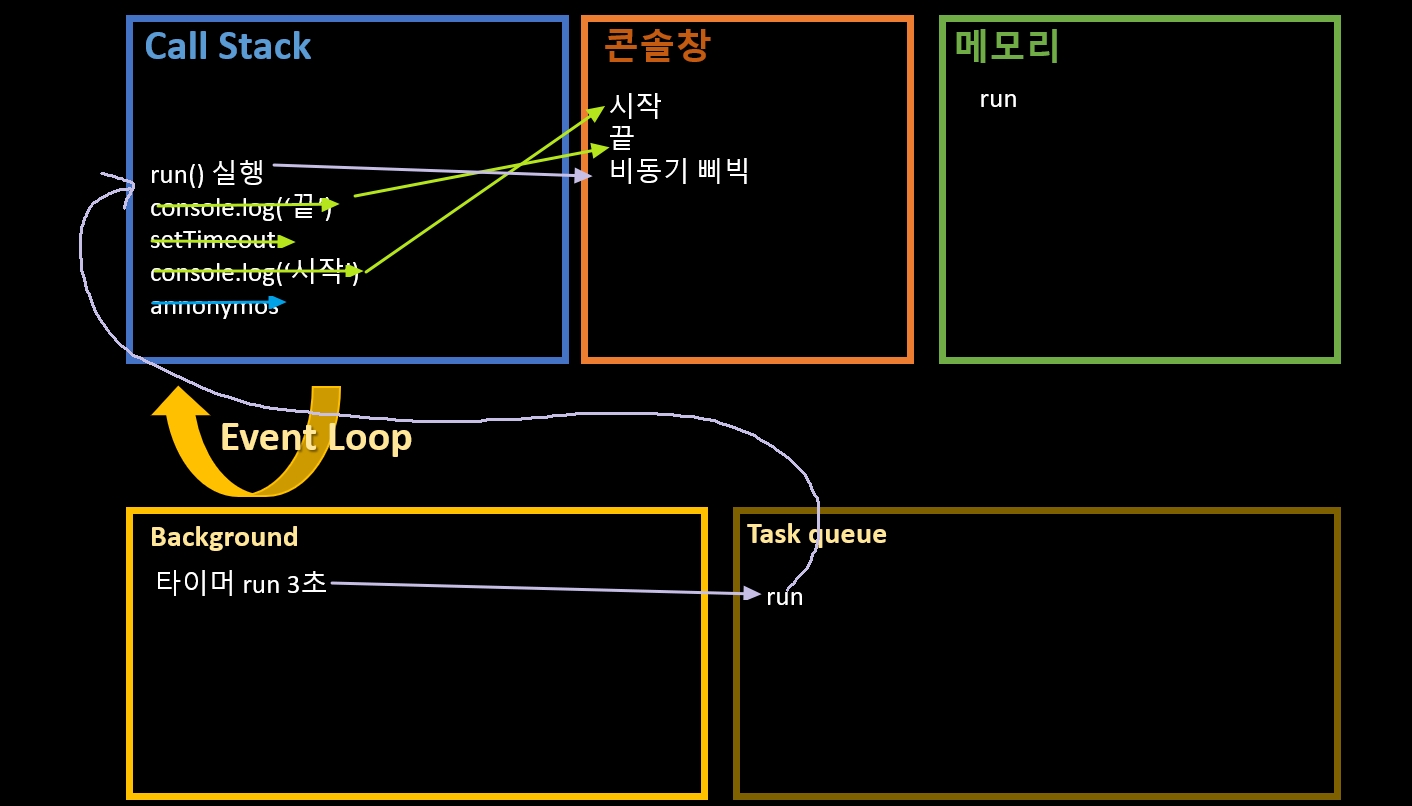 Call Stack
run() 실행
console.log(‘끝’)
setTimeout
console.log(‘시작’)
annonymos
콘솔창
시작
끝
비동기 삐빅
메모리
run
Event Loop
Background
타이머 run 3초
Task queue
run